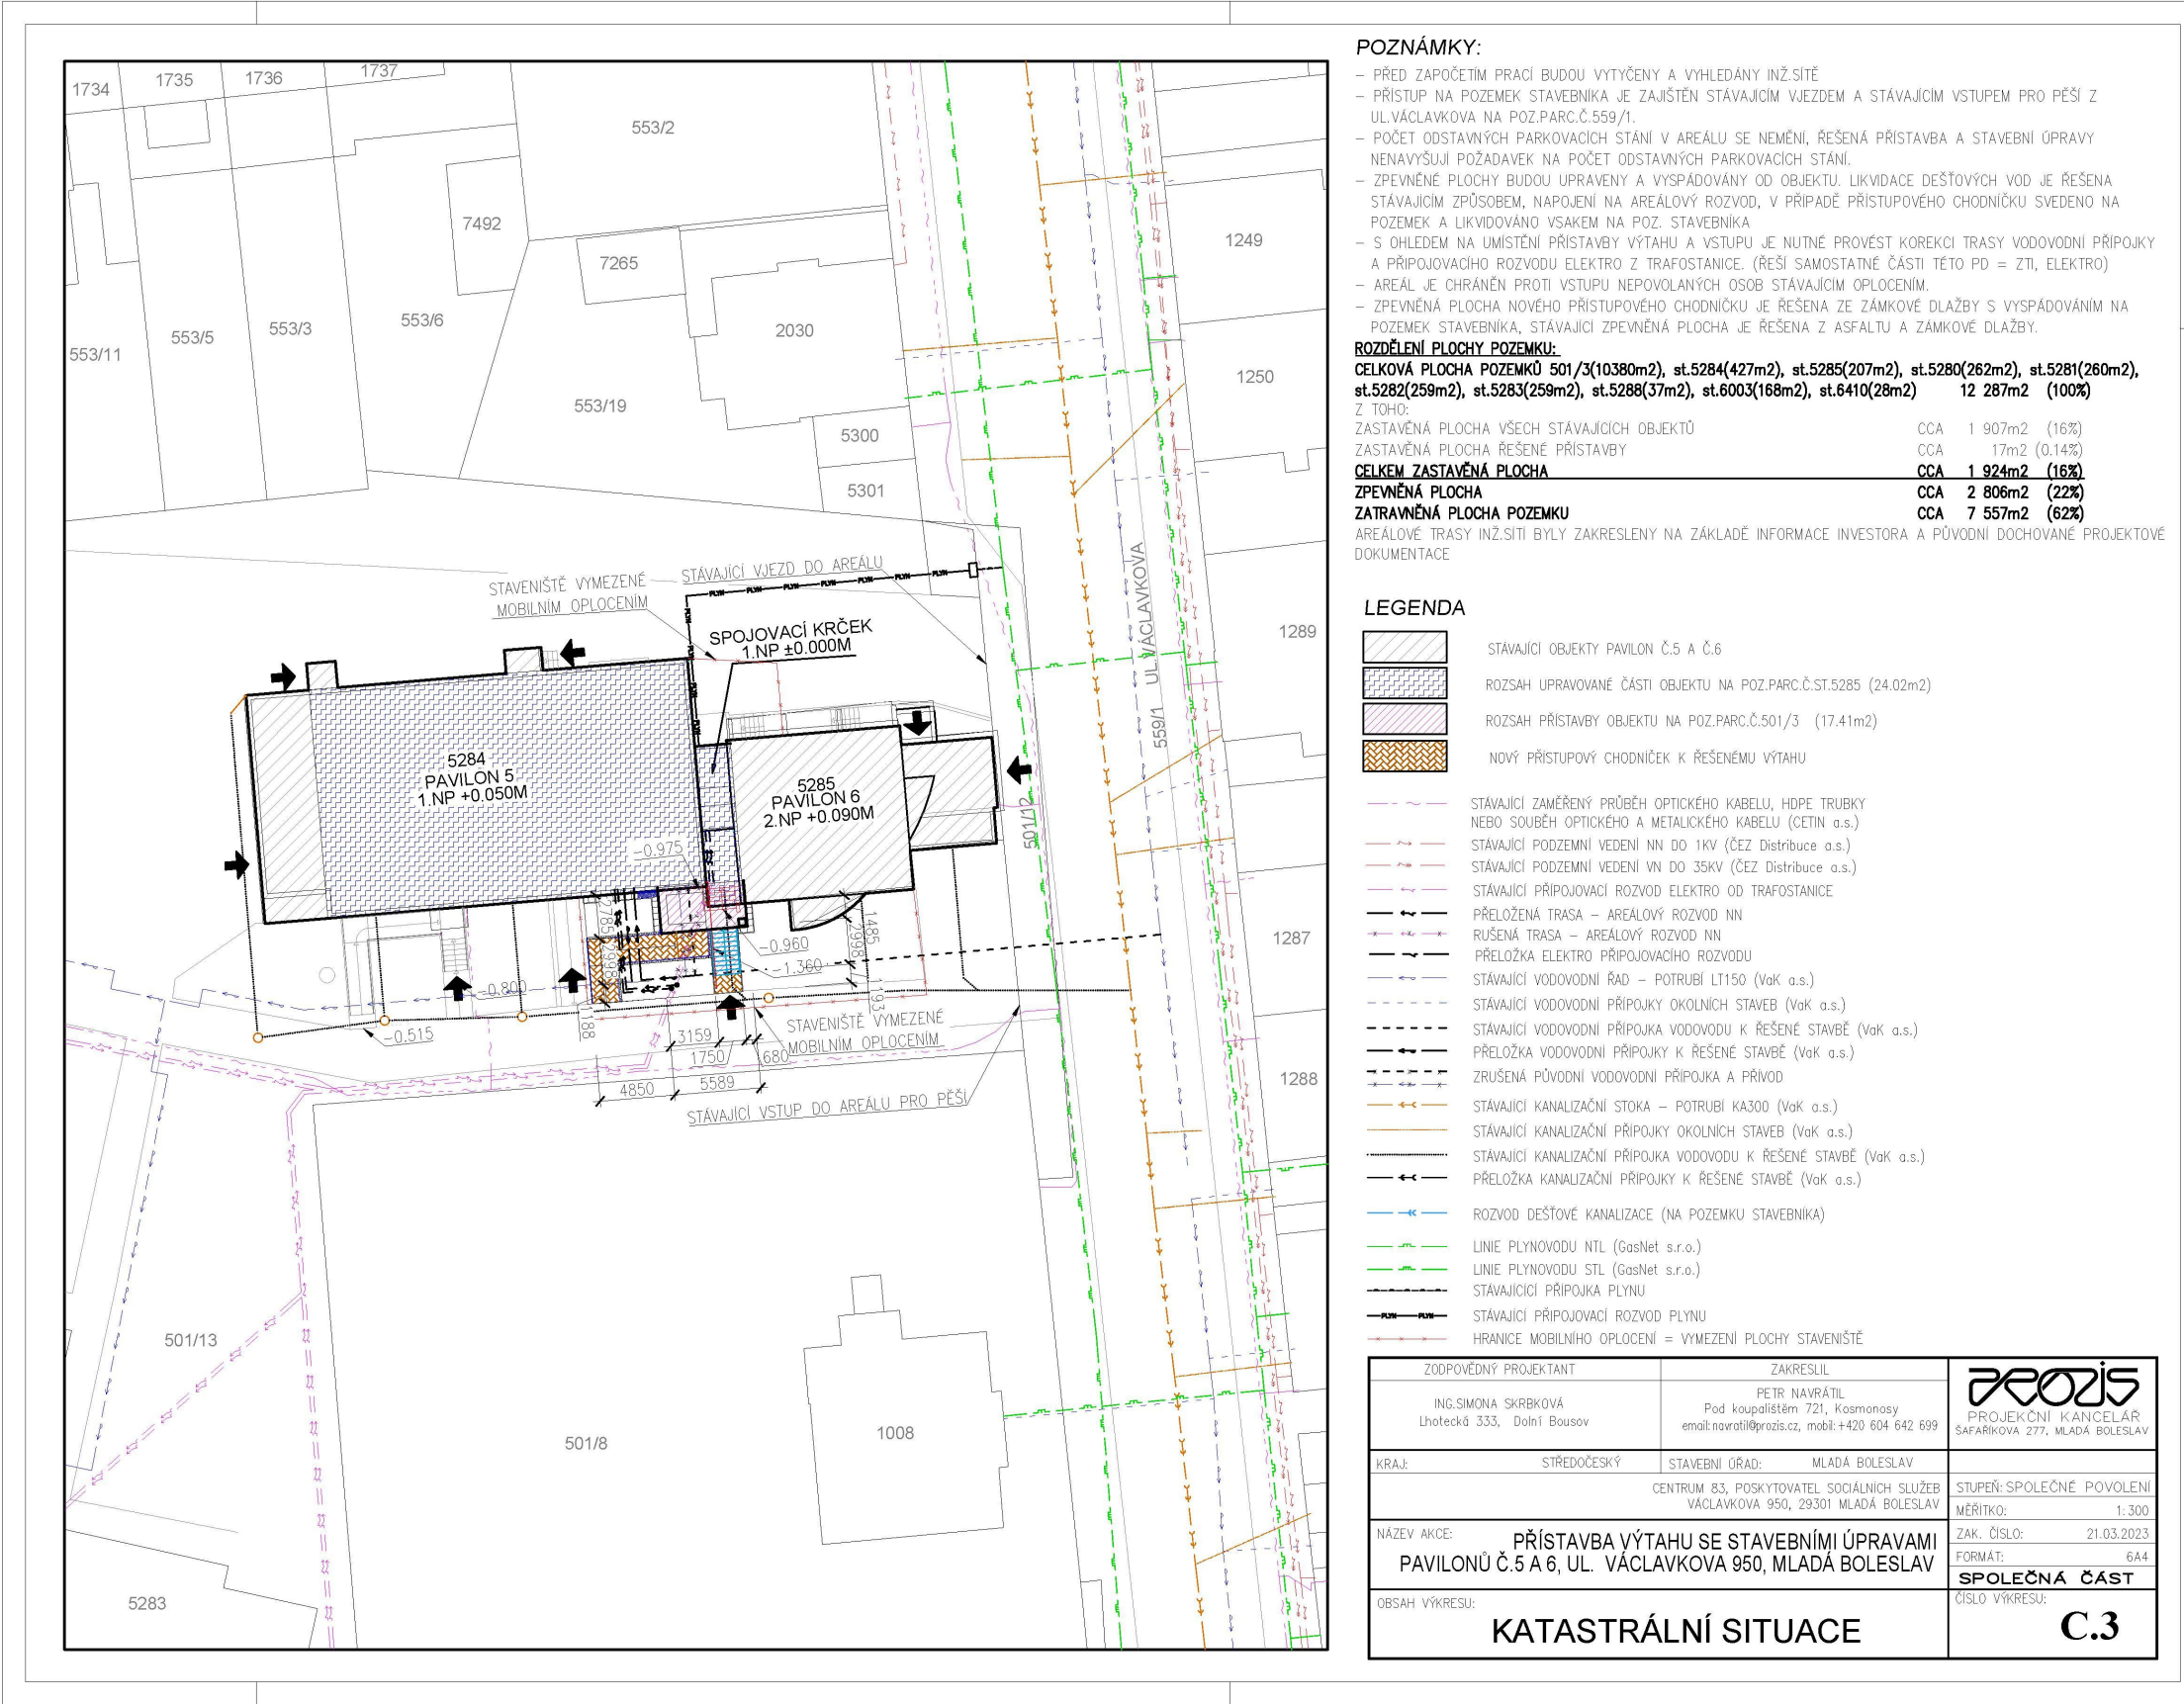 POZNÁMKY:
– PŘED ZAPOČETÍM PRACÍ BUDOU VYTYČENY A VYHLEDÁNY INŽ.SÍTĚ
– PŘÍSTUP NA POZEMEK STAVEBNÍKA JE ZAJIŠTĚN STÁVAJÍCÍM VJEZDEM A STÁVAJÍCÍM VSTUPEM PRO PĚŠÍ Z
UL.VÁCLAVKOVA NA POZ.PARC.Č.559/1.
– POČET ODSTAVNÝCH PARKOVACÍCH STÁNÍ V AREÁLU SE NEMĚNÍ, ŘEŠENÁ PŘÍSTAVBA A STAVEBNÍ ÚPRAVY
NENAVYŠUJÍ POŽADAVEK NA POČET ODSTAVNÝCH PARKOVACÍCH STÁNÍ.
– ZPEVNĚNÉ PLOCHY BUDOU UPRAVENY A VYSPÁDOVÁNY OD OBJEKTU. LIKVIDACE DEŠŤOVÝCH VOD JE ŘEŠENA
STÁVAJÍCÍM ZPŮSOBEM, NAPOJENÍ NA AREÁLOVÝ ROZVOD, V PŘÍPADĚ PŘÍSTUPOVÉHO CHODNÍČKU SVEDENO NA
POZEMEK A LIKVIDOVÁNO VSAKEM NA POZ. STAVEBNÍKA
– S OHLEDEM NA UMÍSTĚNÍ PŘÍSTAVBY VÝTAHU A VSTUPU JE NUTNÉ PROVÉST KOREKCI TRASY VODOVODNÍ PŘÍPOJKY
A PŘIPOJOVACÍHO ROZVODU ELEKTRO Z TRAFOSTANICE. (ŘEŠÍ SAMOSTATNÉ ČÁSTI TÉTO PD = ZTI, ELEKTRO)
– AREÁL JE CHRÁNĚN PROTI VSTUPU NEPOVOLANÝCH OSOB STÁVAJÍCÍM OPLOCENÍM.
– ZPEVNĚNÁ PLOCHA NOVÉHO PŘÍSTUPOVÉHO CHODNÍČKU JE ŘEŠENA ZE ZÁMKOVÉ DLAŽBY S VYSPÁDOVÁNÍM NA
POZEMEK STAVEBNÍKA, STÁVAJÍCÍ ZPEVNĚNÁ PLOCHA JE ŘEŠENA Z ASFALTU A ZÁMKOVÉ DLAŽBY.
ROZDĚLENÍ PLOCHY POZEMKU:
CELKOVÁ PLOCHA POZEMKŮ 501/3(10380m2), st.5284(427m2), st.5285(207m2), st.5280(262m2), st.5281(260m2),
st.5282(259m2), st.5283(259m2), st.5288(37m2), st.6003(168m2), st.6410(28m2) 12 287m2 (100%)
Z TOHO:
ZASTAVĚNÁ PLOCHA VŠECH STÁVAJÍCÍCH OBJEKTŮ CCA 1 907m2 (16%)
ZASTAVĚNÁ PLOCHA ŘEŠENÉ PŘÍSTAVBY CCA 17m2 (0.14%)
CELKEM ZASTAVĚNÁ PLOCHA CCA 1 924m2 (16%)
ZPEVNĚNÁ PLOCHA CCA 2 806m2 (22%)
ZATRAVNĚNÁ PLOCHA POZEMKU CCA 7 557m2 (62%)
AREÁLOVÉ TRASY INŽ.SÍTÍ BYLY ZAKRESLENY NA ZÁKLADĚ INFORMACE INVESTORA A PŮVODNÍ DOCHOVANÉ PROJEKTOVÉ
DOKUMENTACE
LEGENDA
STÁVAJÍCÍ OBJEKTY PAVILON Č.5 A Č.6
ROZSAH UPRAVOVANÉ ČÁSTI OBJEKTU NA POZ.PARC.Č.ST.5285 (24.02m2)
ROZSAH PŘÍSTAVBY OBJEKTU NA POZ.PARC.Č.501/3 (17.41m2)
NOVÝ PŘÍSTUPOVÝ CHODNÍČEK K ŘEŠENÉMU VÝTAHU
STÁVAJÍCÍ ZAMĚŘENÝ PRŮBĚH OPTICKÉHO KABELU, HDPE TRUBKY
NEBO SOUBĚH OPTICKÉHO A METALICKÉHO KABELU (CETIN a.s.)
STÁVAJÍCÍ PODZEMNÍ VEDENÍ NN DO 1KV (ČEZ Distribuce a.s.)
STÁVAJÍCÍ PODZEMNÍ VEDENÍ VN DO 35KV (ČEZ Distribuce a.s.)
STÁVAJÍCÍ PŘÍPOJOVACÍ ROZVOD ELEKTRO OD TRAFOSTANICE
PŘELOŽENÁ TRASA – AREÁLOVÝ ROZVOD NN
RUŠENÁ TRASA – AREÁLOVÝ ROZVOD NN
PŘELOŽKA ELEKTRO PŘIPOJOVACÍHO ROZVODU
STÁVAJÍCÍ VODOVODNÍ ŘAD – POTRUBÍ LT150 (VaK a.s.)
STÁVAJÍCÍ VODOVODNÍ PŘÍPOJKY OKOLNÍCH STAVEB (VaK a.s.)
STÁVAJÍCÍ VODOVODNÍ PŘÍPOJKA VODOVODU K ŘEŠENÉ STAVBĚ (VaK a.s.)
PŘELOŽKA VODOVODNÍ PŘÍPOJKY K ŘEŠENÉ STAVBĚ (VaK a.s.)
ZRUŠENÁ PŮVODNÍ VODOVODNÍ PŘÍPOJKA A PŘÍVOD
STÁVAJÍCÍ KANALIZAČNÍ STOKA – POTRUBÍ KA300 (VaK a.s.)
STÁVAJÍCÍ KANALIZAČNÍ PŘÍPOJKY OKOLNÍCH STAVEB (VaK a.s.)
STÁVAJÍCÍ KANALIZAČNÍ PŘÍPOJKA VODOVODU K ŘEŠENÉ STAVBĚ (VaK a.s.)
PŘELOŽKA KANALIZAČNÍ PŘÍPOJKY K ŘEŠENÉ STAVBĚ (VaK a.s.)
ROZVOD DEŠŤOVÉ KANALIZACE (NA POZEMKU STAVEBNÍKA)
LINIE PLYNOVODU NTL (GasNet s.r.o.)
LINIE PLYNOVODU STL (GasNet s.r.o.)
STÁVAJÍCÍCÍ PŘÍPOJKA PLYNU
PLYN PLYN STÁVAJÍCÍ PŘIPOJOVACÍ ROZVOD PLYNU
HRANICE MOBILNÍHO OPLOCENÍ = VYMEZENÍ PLOCHY STAVENIŠTĚ
1734
1735
1736
1737
553/2
7492
7265
553/11
553/5
553/3
553/6
2030
553/19
5300
5301
1249
1250
1289
1287
1288
STAVENIŠTĚ VYMEZENÉ
MOBILNÍM OPLOCENÍM
STÁVAJÍCÍ VJEZD DO AREÁLU
PLYN PLYN PLYN PLYN PLYN PLYN PLYN
PLYN
PLYN
PLYN
PLYN
SPOJOVACÍ KRČEK
1.NP ±0.000M
5284
PAVILON 5
1.NP +0.050M
5285
PAVILON 6
2.NP +0.090M
UL.VÁCLAVKOVA
559/1
501/12
-0.975
-0.960
-1.360
-0.800
-0.515
2785
2998
1188
1485
2998
1193
3159
1750
1680
4850
5589
STAVENIŠTĚ VYMEZENÉ
MOBILNÍM OPLOCENÍM
STÁVAJÍCÍ VSTUP DO AREÁLU PRO PĚŠÍ
501/13
501/8
1008
5283
ZODPOVĚDNÝ PROJEKTANT
ING.SIMONA SKRBKOVÁ
Lhotecká 333, Dolní Bousov
ZAKRESLIL
PETR NAVRÁTIL
Pod koupalištěm 721, Kosmonosy
email:navratil@prozis.cz, mobil:+420 604 642 699
PROZIS
PROJEKČNÍ KANCELÁŘ
ŠAFAŘÍKOVA 277, MLADÁ BOLESLAV
KRAJ: STŘEDOČESKÝ
STAVEBNÍ ÚŘAD: MLADÁ BOLESLAV
CENTRUM 83, POSKYTOVATEL SOCIÁLNÍCH SLUŽEB
VÁCLAVKOVA 950, 29301 MLADÁ BOLESLAV
STUPEŇ: SPOLEČNÉ POVOLENÍ
MĚŘÍTKO: 1:300
ZAK. ČÍSLO: 21.03.2023
FORMÁT: 6A4
SPOLEČNÁ ČÁST
NÁZEV AKCE: PŘÍSTAVBA VÝTAHU SE STAVEBNÍMI ÚPRAVAMI
PAVILONŮ Č.5 A 6, UL. VÁCLAVKOVA 950, MLADÁ BOLESLAV
OBSAH VÝKRESU:
KATASTRÁLNÍ SITUACE
ČÍSLO VÝKRESU:
C.3